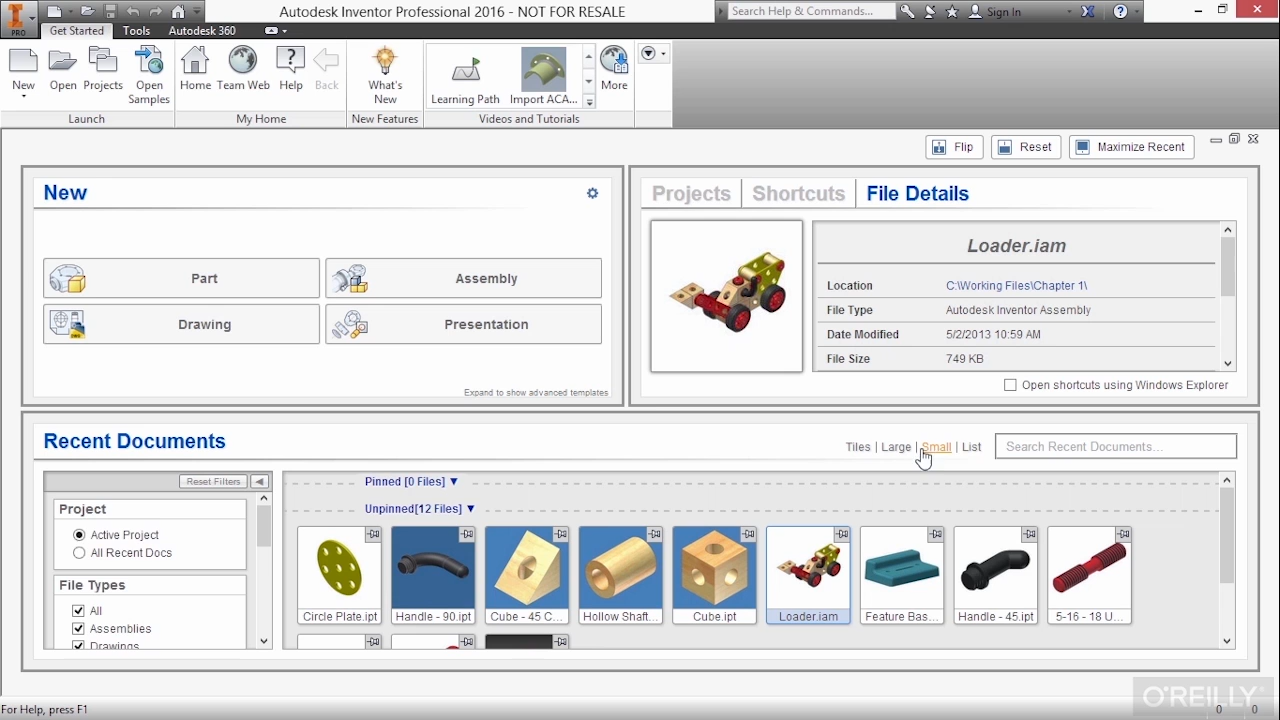 Autodesk Inventor Professional 2016 - NOT FOR RESALE
Search Help & Commands...
Sign In
PRO
Get Started
Tools
Autodesk 360
New
Open
Projects
Open Samples
Home
Team Web
Help
Back
What's New
Learning Path
Import ACA...
More
Launch
My Home
New Features
Videos and Tutorials
Flip
Reset
Maximize Recent
New
Part
Assembly
Drawing
Presentation
Expand to show advanced templates
Projects
Shortcuts
File Details
Loader.iam
Location C:\Working Files\Chapter 1\
File Type Autodesk Inventor Assembly
Date Modified 5/2/2013 10:59 AM
File Size 749 KB
Open shortcuts using Windows Explorer
Recent Documents
Tiles | Large | Small | List
Search Recent Documents...
Reset Filters
Project
Active Project
All Recent Docs
File Types
All
Assemblies
Drawings
Pinned [0 Files]
Unpinned[12 Files]
Circle Plate.ipt
Handle - 90.ipt
Cube - 45 C...
Hollow Shaft...
Cube.ipt
Loader.iam
Feature Bas...
Handle - 45.ipt
5-16 - 18 U...
O'REILLY
For Help, press F1
0 0